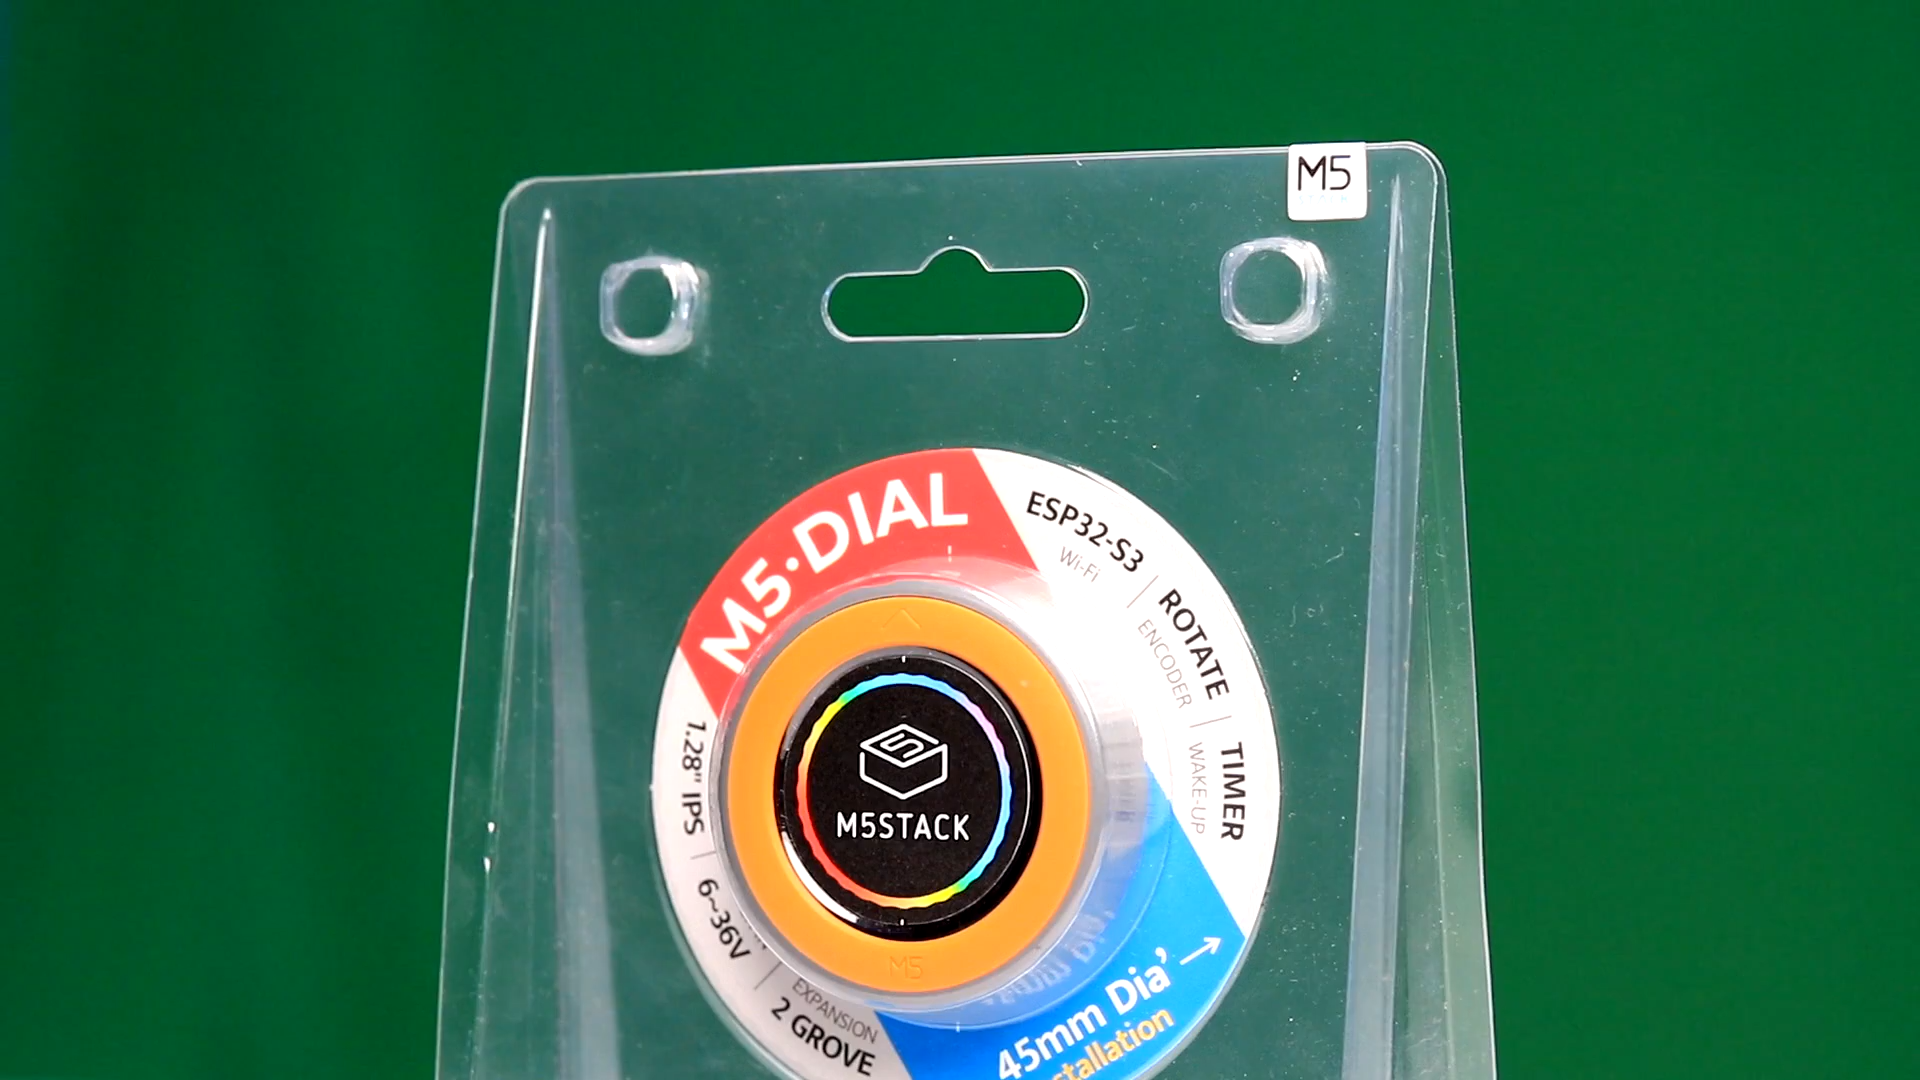 M5
M5·DIAL
ESP32-S3
Wi-Fi
ROTATE
ENCODER
TIMER
WAKE-UP
1.28" IPS
6~36V
EXPANSION
2 GROVE
M5STACK
M5
45mm Dia'